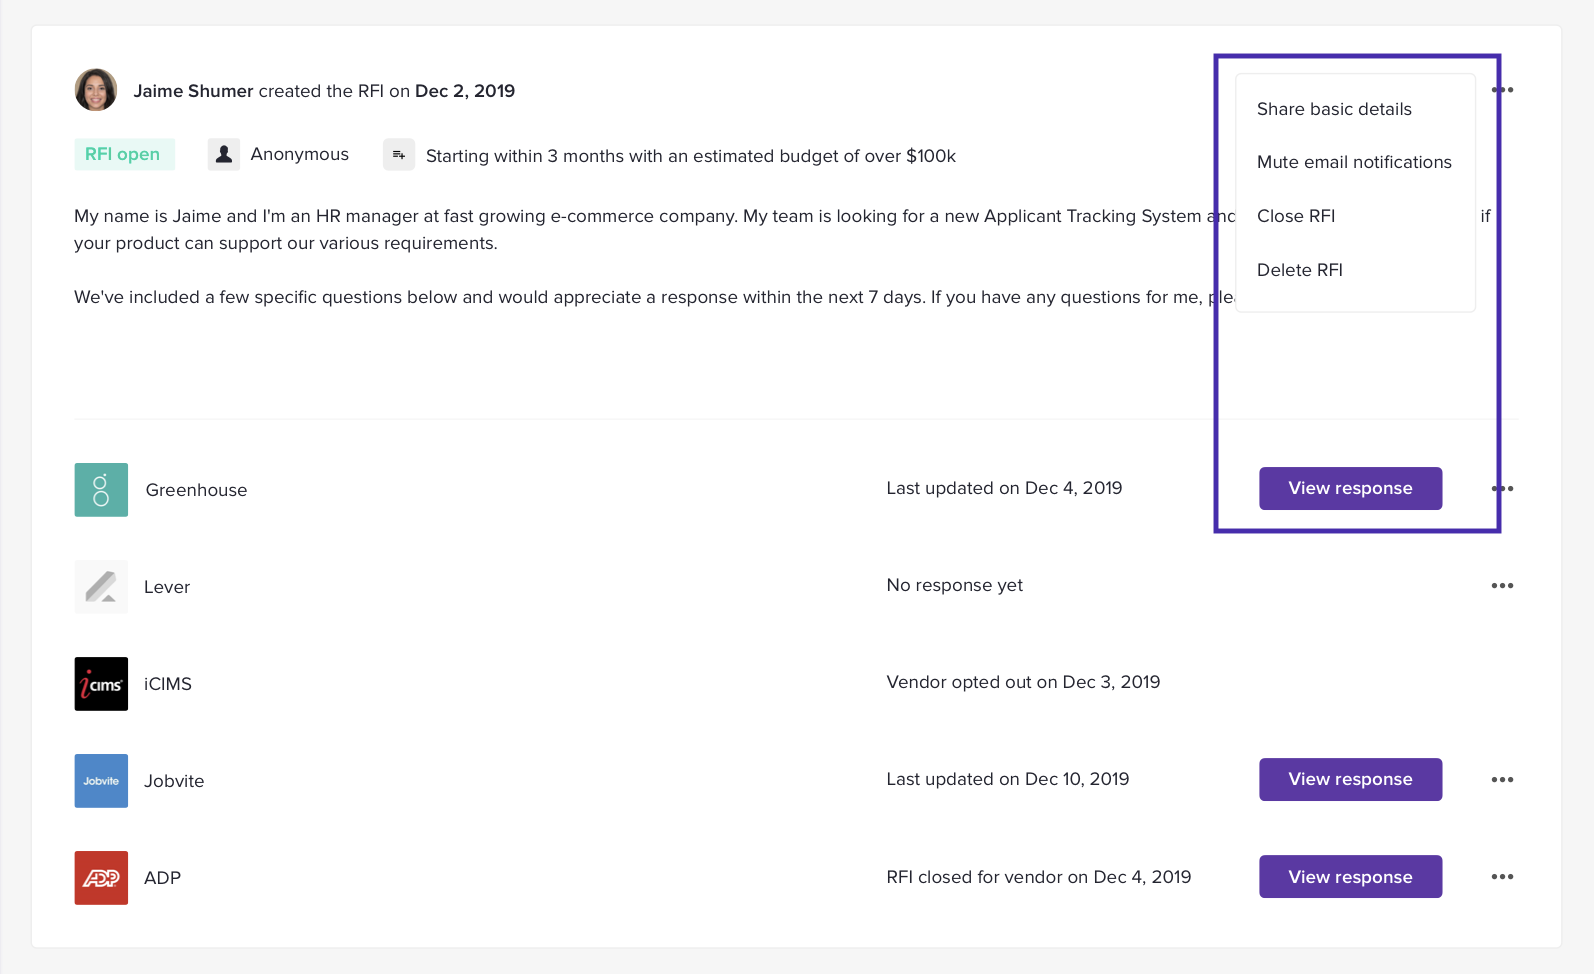 Jaime Shumer created the RFI on Dec 2, 2019
RFI open
Anonymous
Starting within 3 months with an estimated budget of over $100k
My name is Jaime and I'm an HR manager at fast growing e-commerce company. My team is looking for a new Applicant Tracking System and if
your product can support our various requirements.
We've included a few specific questions below and would appreciate a response within the next 7 days. If you have any questions for me,
Share basic details
Mute email notifications
Close RFI
Delete RFI
Greenhouse
Last updated on Dec 4, 2019
View response
Lever
No response yet
icims
iCIMS
Vendor opted out on Dec 3, 2019
Jobvite
Jobvite
Last updated on Dec 10, 2019
View response
ADP
ADP
RFI closed for vendor on Dec 4, 2019
View response